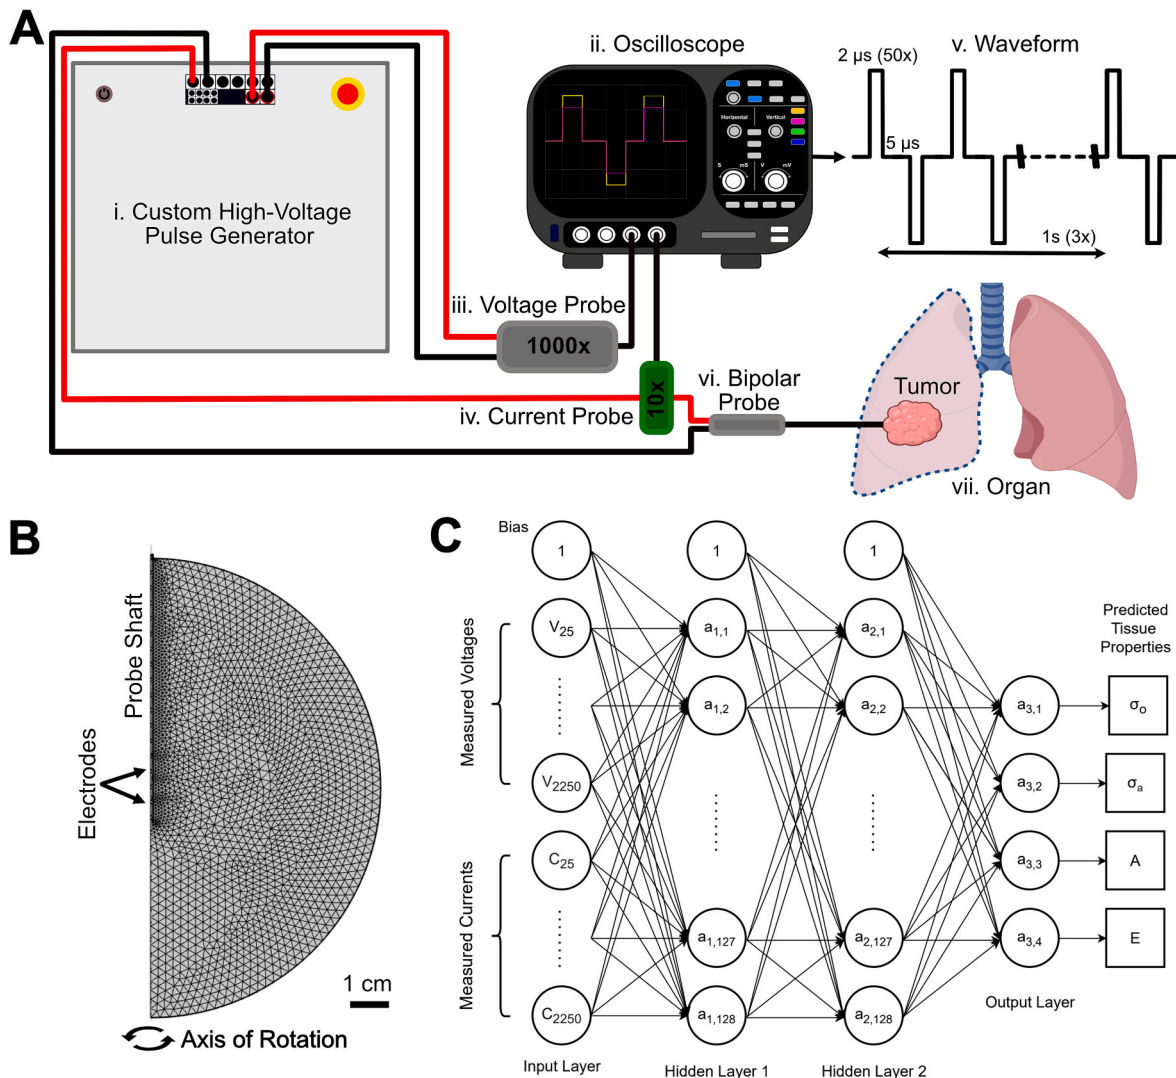 A
i. Custom High-Voltage
Pulse Generator
ii. Oscilloscope
Horizontal
Vertical
S
mS
V
mV
v. Waveform
2 µs (50x)
5 µs
1s (3x)
iii. Voltage Probe
1000x
iv. Current Probe
10x
vi. Bipolar
Probe
Tumor
vii. Organ
B
Probe Shaft
Electrodes
1 cm
Axis of Rotation
C
Bias
1
1
1
Measured Voltages
V25
V2250
Measured Currents
C25
C2250
a1,1
a1,2
a1,127
a1,128
a2,1
a2,2
a2,127
a2,128
a3,1
a3,2
a3,3
a3,4
Predicted
Tissue
Properties
σo
σa
A
E
Input Layer
Hidden Layer 1
Hidden Layer 2
Output Layer